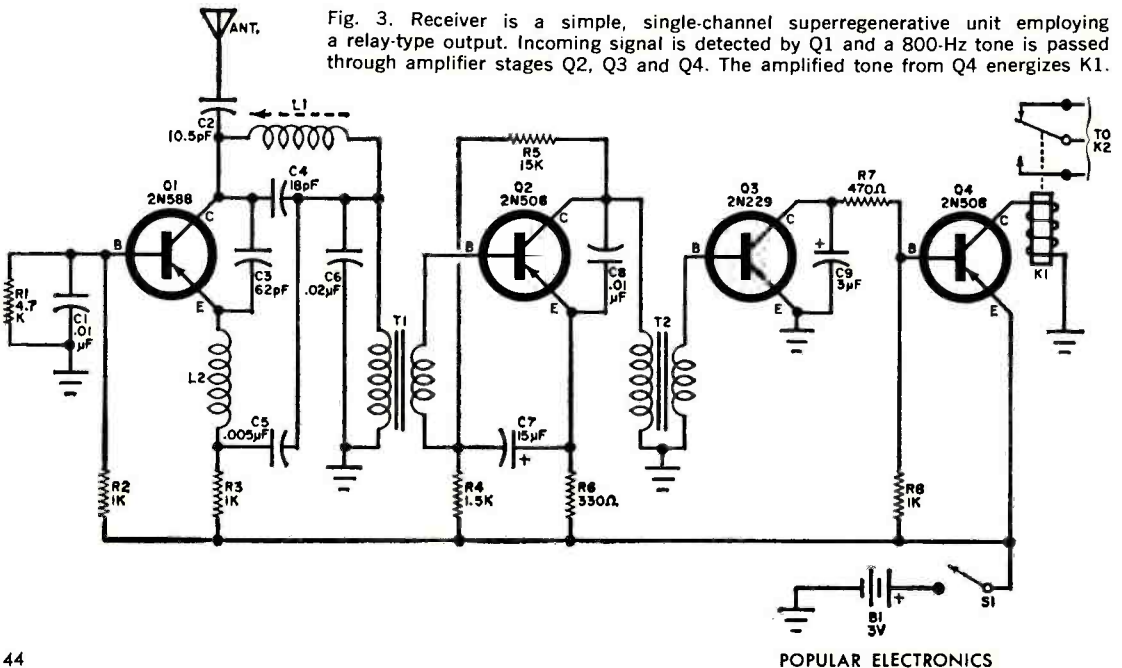 Fig. 3. Receiver is a simple, single-channel superregenerative unit employing
a relay-type output. Incoming signal is detected by Q1 and a 800-Hz tone is passed
through amplifier stages Q2, Q3 and Q4. The amplified tone from Q4 energizes K1.
ANT.
C2
10.5pF
L1
C4
18pF
Q1
2N588
C
B
E
C3
62pF
R1
4.7
K
C1
.01
µF
L2
C5
.005µF
C6
.02µF
T1
R2
1K
R3
1K
R5
15K
Q2
2N506
C
B
E
C8
.01
µF
C7
15µF
+
R4
1.5K
R6
330Ω
T2
Q3
2N229
C
B
E
+
C9
3µF
R7
470Ω
Q4
2N506
C
B
E
R8
1K
K1
TO
K2
B1
3V
+
S1
44
POPULAR ELECTRONICS